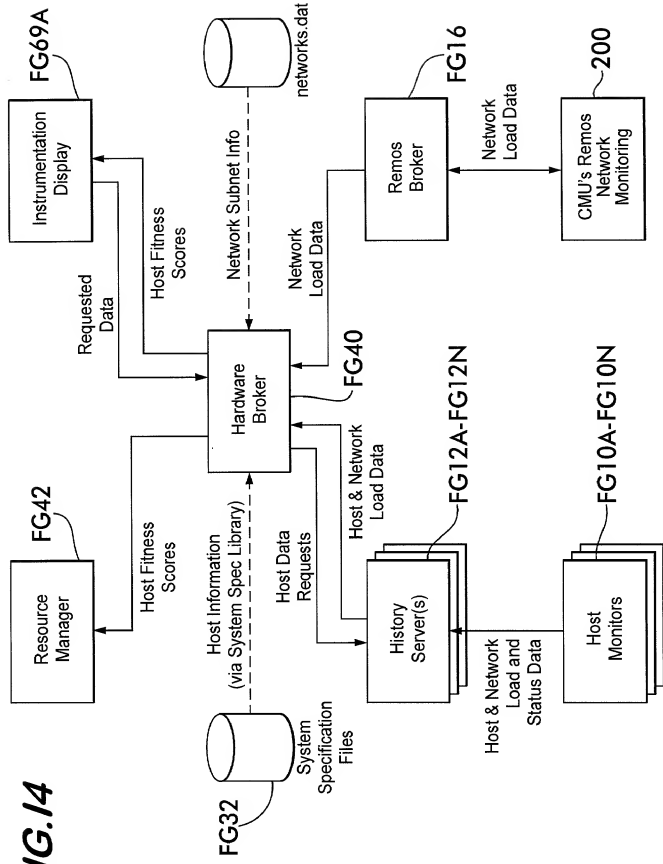 IG.14
FG42
FG69A
Resource
Manager
Instrumentation
Display
Host Fitness
Scores
Requested
Data
Host Fitness
Scores
FG32
System
Specification
Files
Host Information
(via System Spec Library)
Hardware
Broker
Network Subnet Info
networks.dat
Host Data
Requests
Host & Network
Load Data
FG40
Network
Load Data
History
Server(s)
FG12A-FG12N
Remos
Broker
FG16
Host & Network
Load and
Status Data
Network
Load Data
Host
Monitors
FG10A-FG10N
CMU's Remos
Network
Monitoring
200